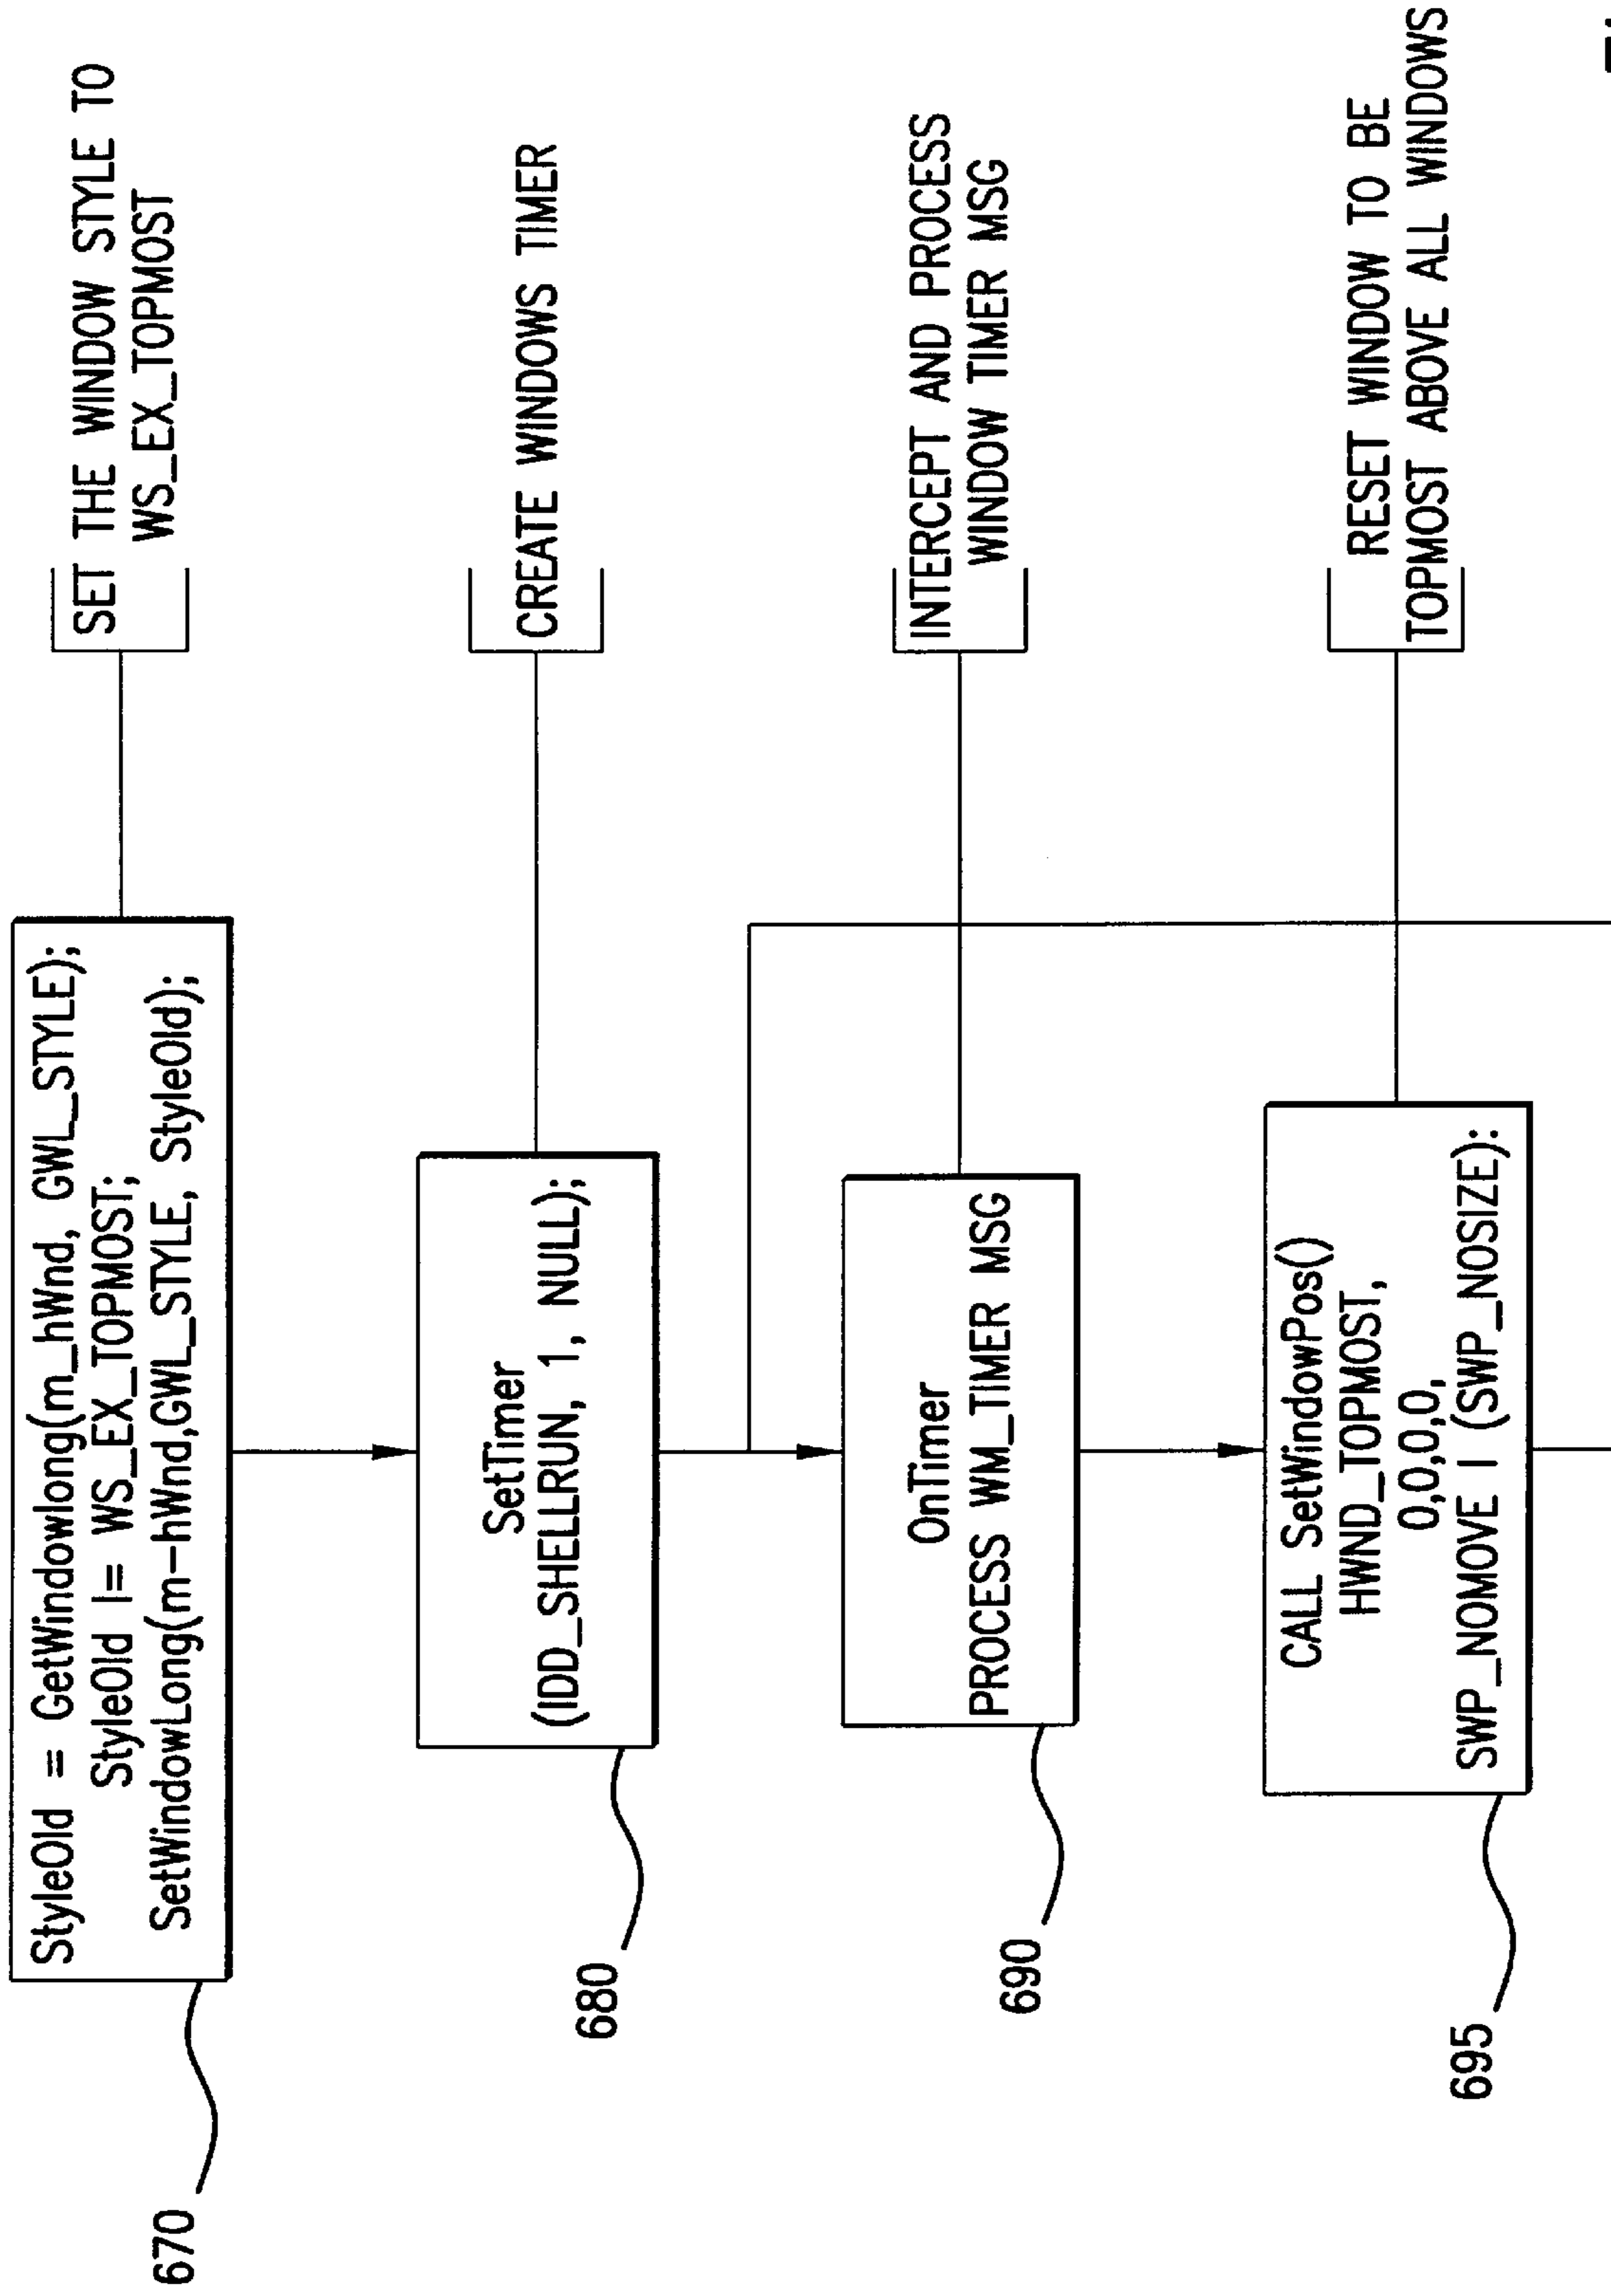 StyleOld = GetWindowlong(m_hWnd, GWL_STYLE);
StyleOld |= WS_EX_TOPMOST;
SetWindowLong(m-hWnd,GWL_STYLE, StyleOld);
SET THE WINDOW STYLE TO
WS_EX_TOPMOST
670
SetTimer
(IDD_SHELLRUN, 1, NULL);
CREATE WINDOWS TIMER
680
OnTimer
PROCESS WM_TIMER MSG
INTERCEPT AND PROCESS
WINDOW TIMER MSG
690
CALL SetWindowPos()
HWND_TOPMOST,
0,0,0,0,
SWP_NOMOVE | (SWP_NOSIZE):
RESET WINDOW TO BE
TOPMOST ABOVE ALL WINDOWS
695